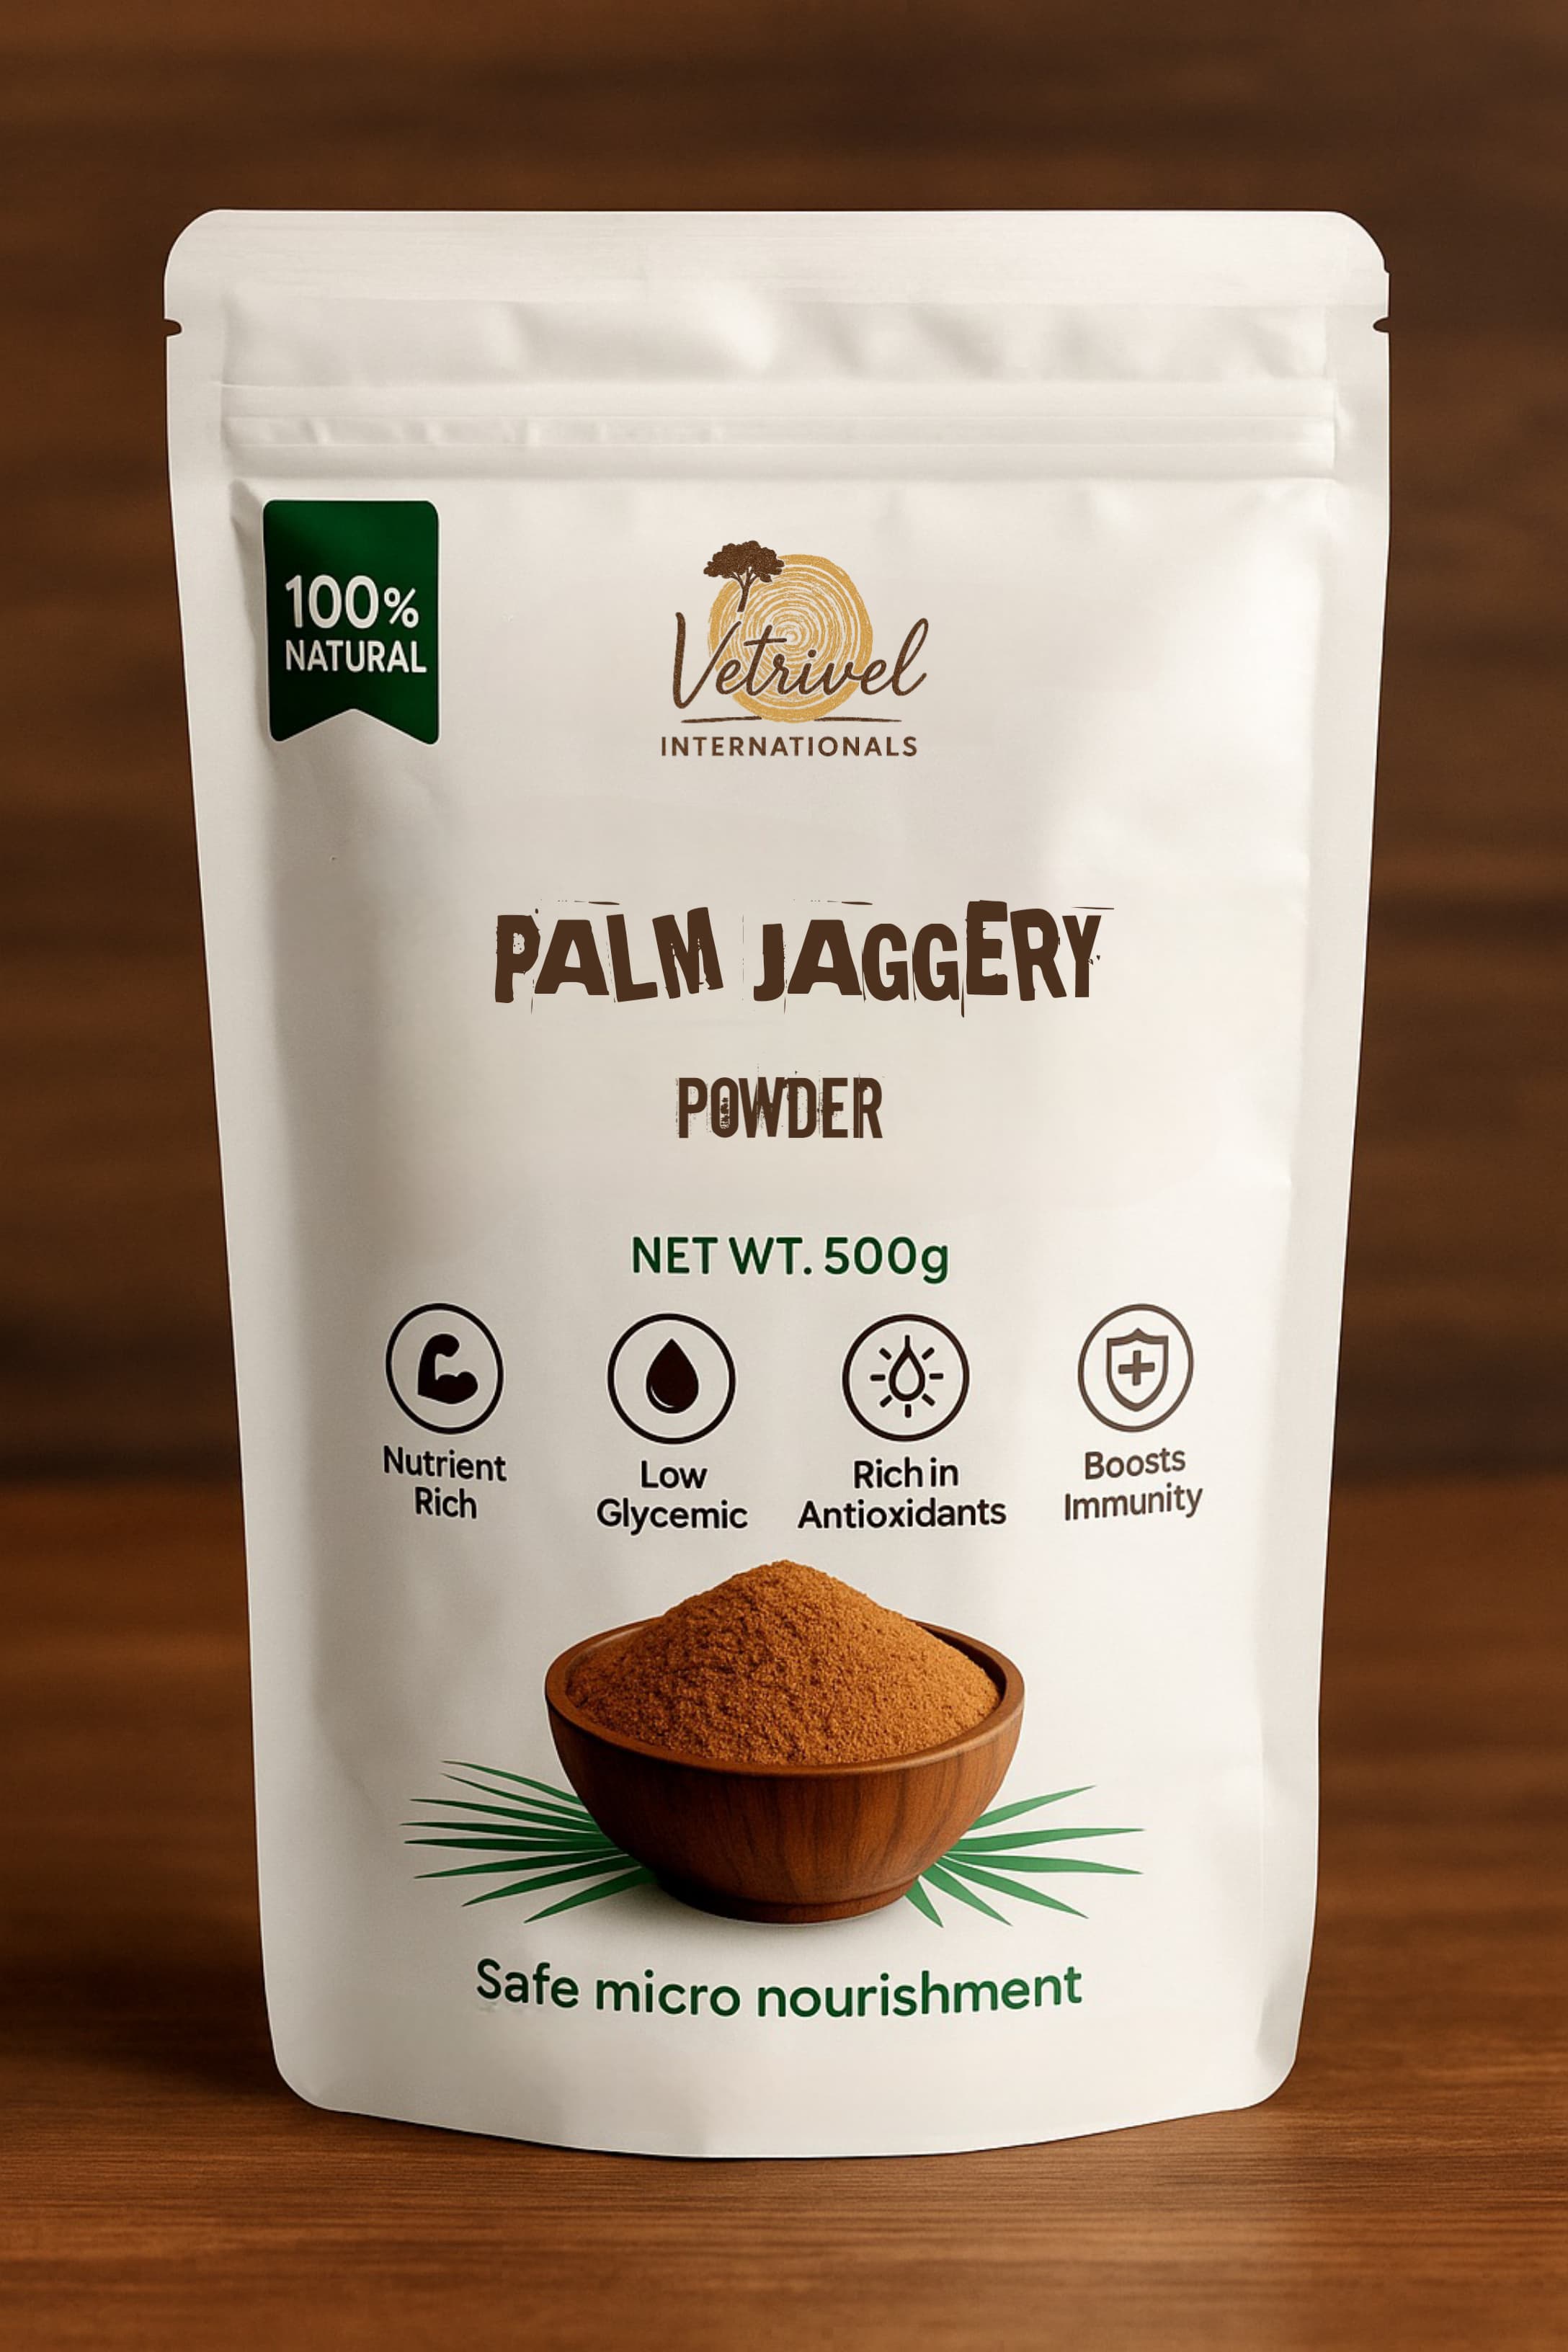 100%
NATURAL
Vetrivel
INTERNATIONALS
PALM JAGGERY
POWDER
NET WT. 500g
Nutrient
Rich
Low
Glycemic
Rich in
Antioxidants
Boosts
Immunity
Safe micro nourishment